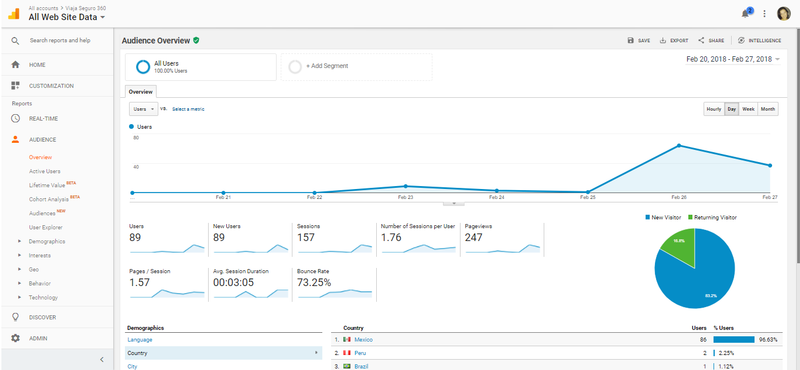 All accounts > Viaja Seguro 360
All Web Site Data
2
Search reports and help
Audience Overview
SAVE
EXPORT
SHARE
INTELLIGENCE
HOME
CUSTOMIZATION
Reports
REAL-TIME
AUDIENCE
Overview
Active Users
Lifetime Value BETA
Cohort Analysis BETA
Audiences NEW
User Explorer
Demographics
Interests
Geo
Behavior
Technology
DISCOVER
ADMIN
All Users
100.00% Users
+ Add Segment
Feb 20, 2018 - Feb 27, 2018
Overview
Users
VS.
Select a metric
Hourly
Day
Week
Month
Users
80
40
...
Feb 21
Feb 22
Feb 23
Feb 24
Feb 25
Feb 26
Feb 27
Users
89
New Users
89
Sessions
157
Number of Sessions per User
1.76
Pageviews
247
Pages / Session
1.57
Avg. Session Duration
00:03:05
Bounce Rate
73.25%
New Visitor
Returning Visitor
Demographics
Language
Country
City
Country
Users
% Users
1.
Mexico
86
96.63%
2.
Peru
2
2.25%
3.
Brazil
1
1.12%